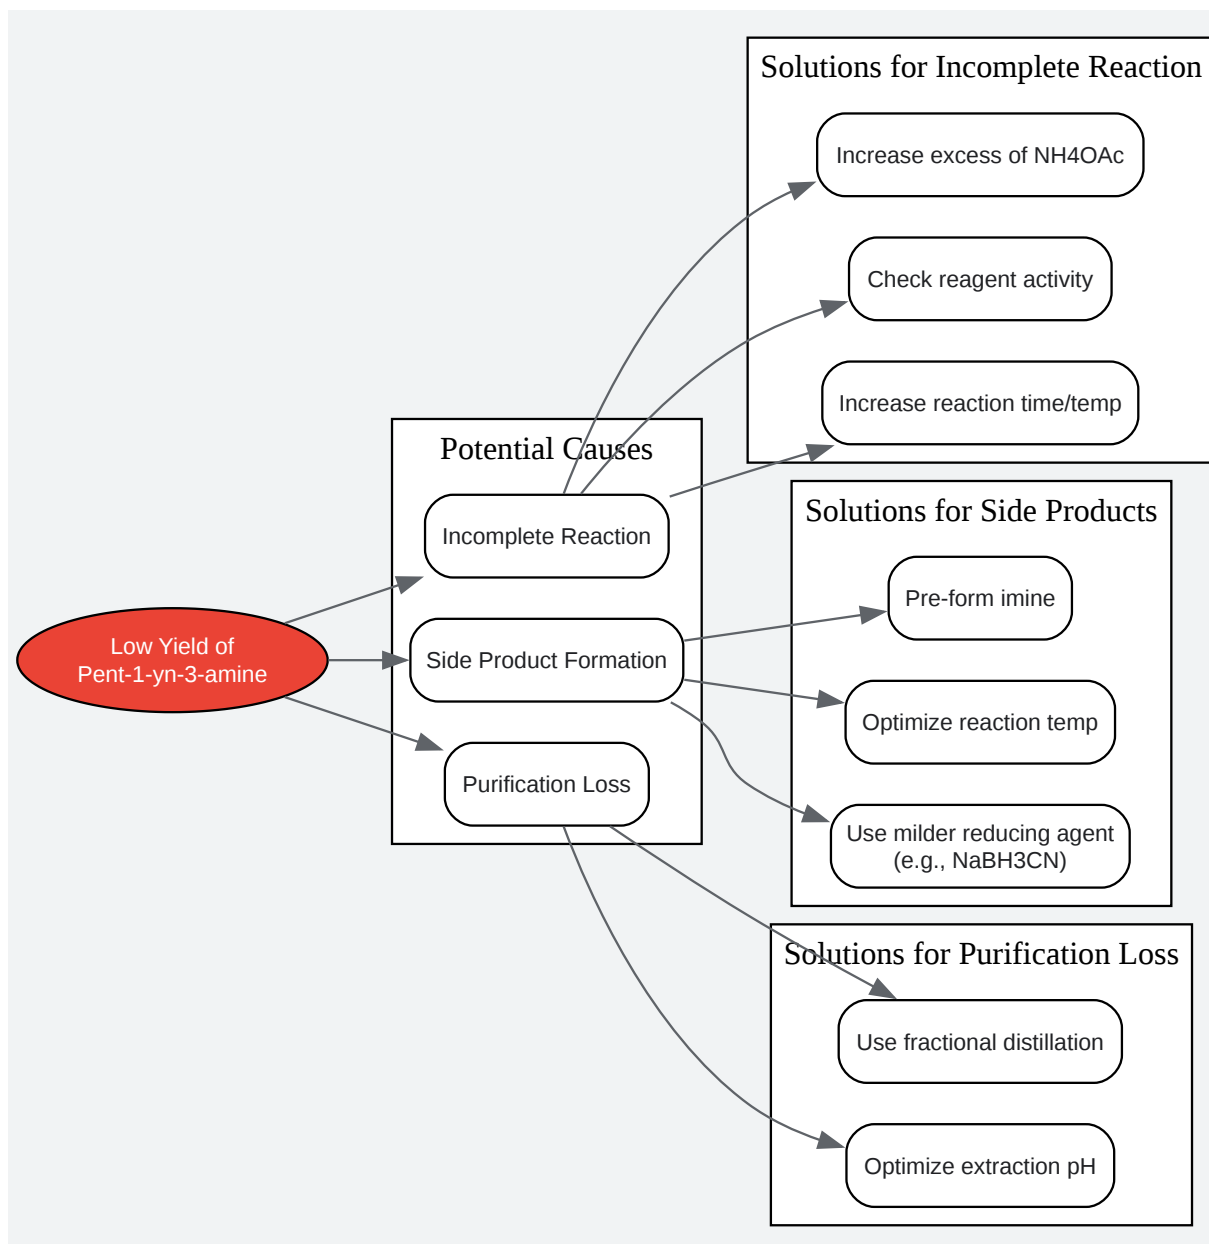 Low Yield of
Pent-1-yn-3-amine
Potential Causes
Incomplete Reaction
Side Product Formation
Purification Loss
Solutions for Incomplete Reaction
Increase excess of NH4OAc
Check reagent activity
Increase reaction time/temp
Solutions for Side Products
Pre-form imine
Optimize reaction temp
Use milder reducing agent
(e.g., NaBH3CN)
Solutions for Purification Loss
Use fractional distillation
Optimize extraction pH